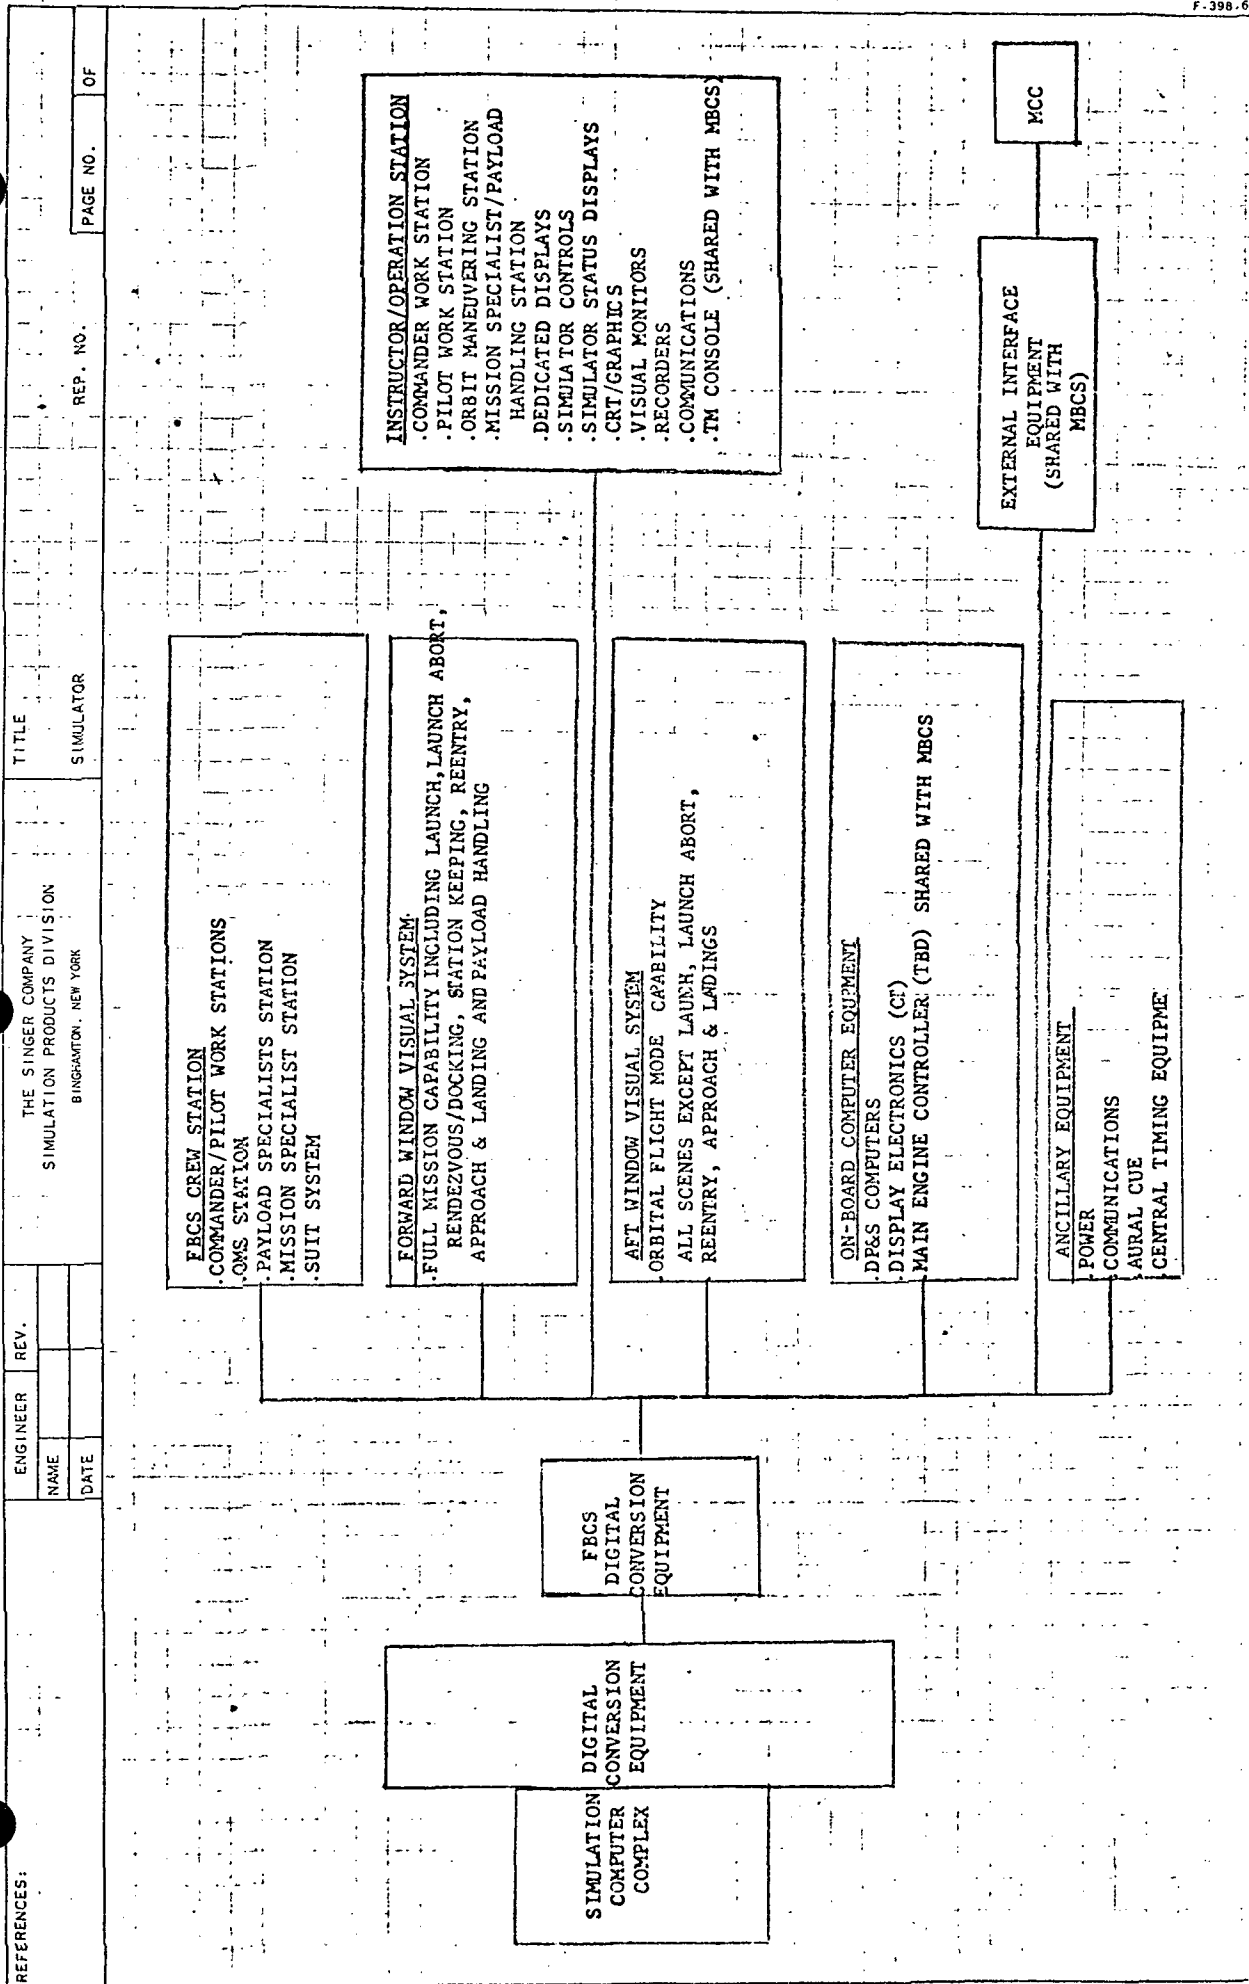 F-398-6
REFERENCES:
ENGINEER
REV.
NAME
DATE
THE SINGER COMPANY
SIMULATION PRODUCTS DIVISION
BINGHAMTON, NEW YORK
TITLE
SIMULATOR
REP. NO.
PAGE NO.
OF
SIMULATION
COMPUTER
COMPLEX
DIGITAL
CONVERSION
EQUIPMENT
FBCS
DIGITAL
CONVERSION
EQUIPMENT
FBCS CREW STATION
.COMMANDER/PILOT WORK STATIONS
.OMS STATION
.PAYLOAD SPECIALISTS STATION
.MISSION SPECIALIST STATION
.SUIT SYSTEM
FORWARD WINDOW VISUAL SYSTEM
.FULL MISSION CAPABILITY INCLUDING LAUNCH,LAUNCH ABORT,
RENDEZVOUS/DOCKING, STATION KEEPING, REENTRY,
APPROACH & LANDING AND PAYLOAD HANDLING
INSTRUCTOR/OPERATION STATION
.COMMANDER WORK STATION
.PILOT WORK STATION
.ORBIT MANEUVERING STATION
.MISSION SPECIALIST/PAYLOAD
HANDLING STATION
.DEDICATED DISPLAYS
.SIMULATOR CONTROLS
.SIMULATOR STATUS DISPLAYS
.CRT/GRAPHICS
.VISUAL MONITORS
.RECORDERS
.COMMUNICATIONS
.TM CONSOLE (SHARED WITH MBCS)
AFT WINDOW VISUAL SYSTEM
.ORBITAL FLIGHT MODE CAPABILITY
ALL SCENES EXCEPT LAUNCH, LAUNCH ABORT,
REENTRY, APPROACH & LANDINGS
ON-BOARD COMPUTER EQUIPMENT
.DP&S COMPUTERS
.DISPLAY ELECTRONICS
.MAIN ENGINE CONTROLLER (TBD) SHARED WITH MBCS
EXTERNAL INTERFACE
EQUIPMENT
(SHARED WITH
MBCS)
MCC
ANCILLARY EQUIPMENT
.POWER
.COMMUNICATIONS
.AURAL CUE
CENTRAL TIMING EQUIPME